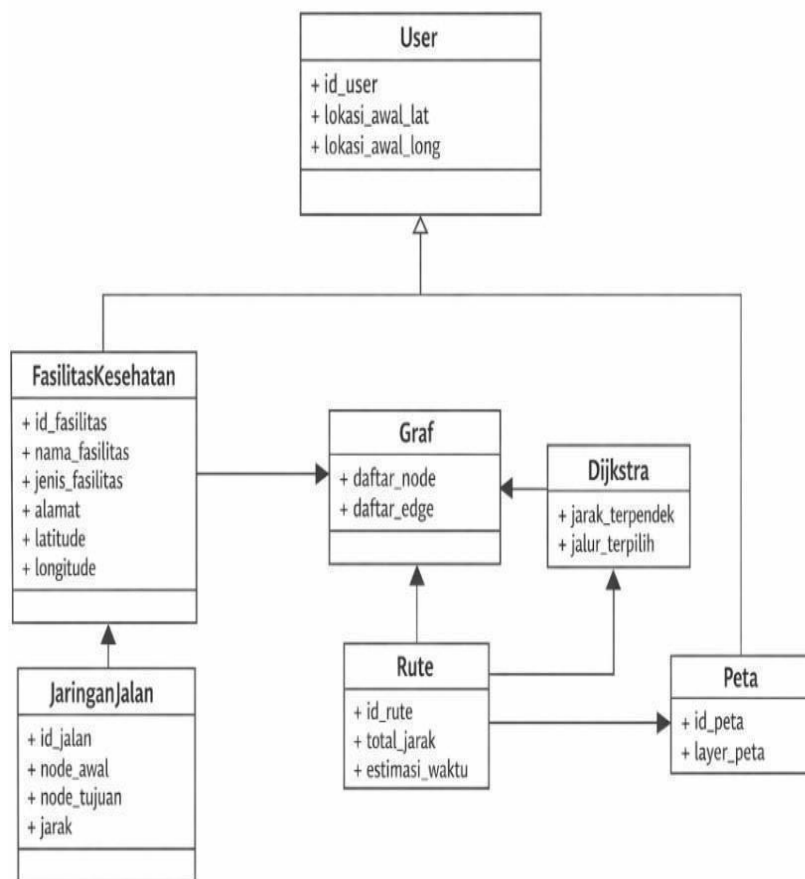 User
+ id_user
+ lokasi_awal_lat
+ lokasi_awal_long
FasilitasKesehatan
+ id_fasilitas
+ nama_fasilitas
+ jenis_fasilitas
+ alamat
+ latitude
+ longitude
Graf
+ daftar_node
+ daftar_edge
Dijkstra
+ jarak_terpendek
+ jalur_terpilih
JaringanJalan
+ id_jalan
+ node_awal
+ node_tujuan
+ jarak
Rute
+ id_rute
+ total_jarak
+ estimasi_waktu
Peta
+ id_peta
+ layer_peta